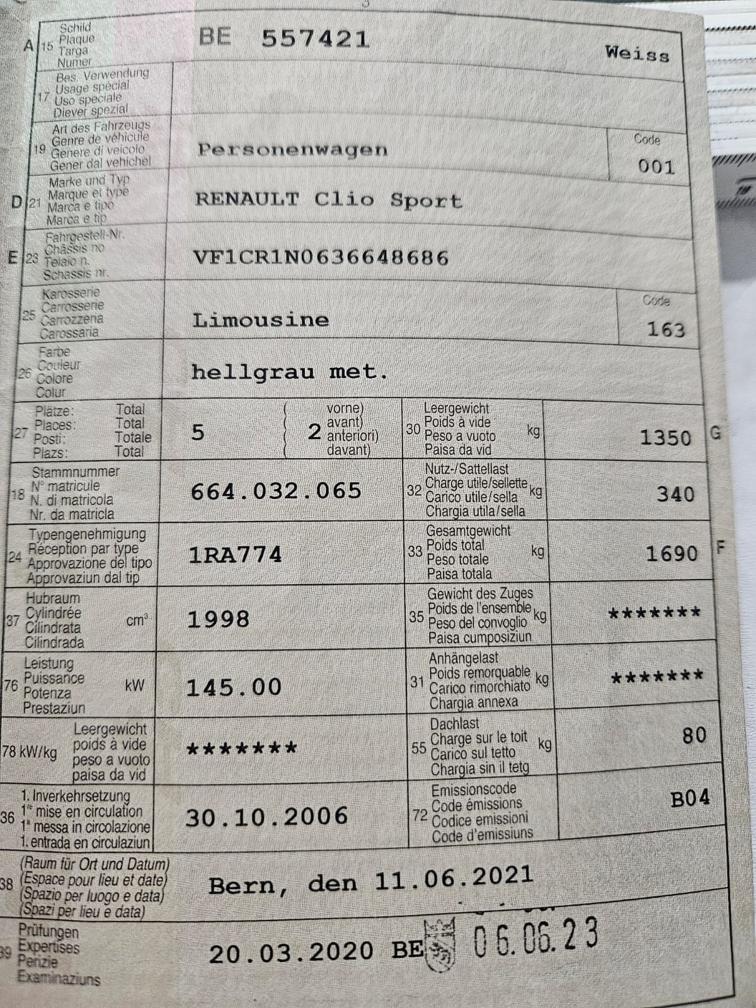 A 15 Schild
Plaque
Targa
Numer
BE 557421
Weiss
17 Bes. Verwendung
Usage spécial
Uso speciale
Diever spezial
19 Art des Fahrzeugs
Genre de véhicule
Genere di veicolo
Gener dal vehichel
Personenwagen
Code
001
D 21 Marke und Typ
Marque et type
Marca e tipo
Marca e tip
RENAULT Clio Sport
E 23 Fahrgestell-Nr.
Châssis no
Telaio n.
Schassis nr.
VF1CR1N0636648686
25 Karosserie
Carrosserie
Carrozzena
Carossaria
Limousine
Code
163
26 Farbe
Couleur
Colore
Colur
hellgrau met.
27 Plätze: Total
Places: Total
Posti: Totale
Plazs: Total
5
2
vorne)
avant)
anteriori)
davant)
30 Leergewicht
Poids à vide
Peso a vuoto
Paisa da vid
kg
1350 G
18 Stammnummer
N° matricule
N. di matricola
Nr. da matricla
664.032.065
32 Nutz-/Sattellast
Charge utile/sellette
Carico utile/sella
Chargia utila/sella
kg
340
24 Typengenehmigung
Réception par type
Approvazione del tipo
Approvaziun dal tip
1RA774
33 Gesamtgewicht
Poids total
Peso totale
Paisa totala
kg
1690 F
37 Hubraum
Cylindrée
Cilindrata
Cilindrada
cm³
1998
35 Gewicht des Zuges
Poids de l'ensemble
Peso del convoglio
Paisa cumposiziun
kg
*******
76 Leistung
Puissance
Potenza
Prestaziun
kW
145.00
31 Anhängelast
Poids remorquable
Carico rimorchiato
Chargia annexa
kg
*******
78 kW/kg
Leergewicht
poids à vide
peso a vuoto
paisa da vid
*******
55 Dachlast
Charge sur le toit
Carico sul tetto
Chargia sin il tetg
kg
80
36 1. Inverkehrsetzung
1re mise en circulation
1a messa in circolazione
1. entrada en circulaziun
30.10.2006
72 Emissionscode
Code émissions
Codice emissioni
Code d'emissiuns
B04
38 (Raum für Ort und Datum)
(Espace pour lieu et date)
(Spazio per luogo e data)
(Spazi per lieu e data)
Bern, den 11.06.2021
39 Prüfungen
Expertises
Perizie
Examinaziuns
20.03.2020 BE
06.06.23